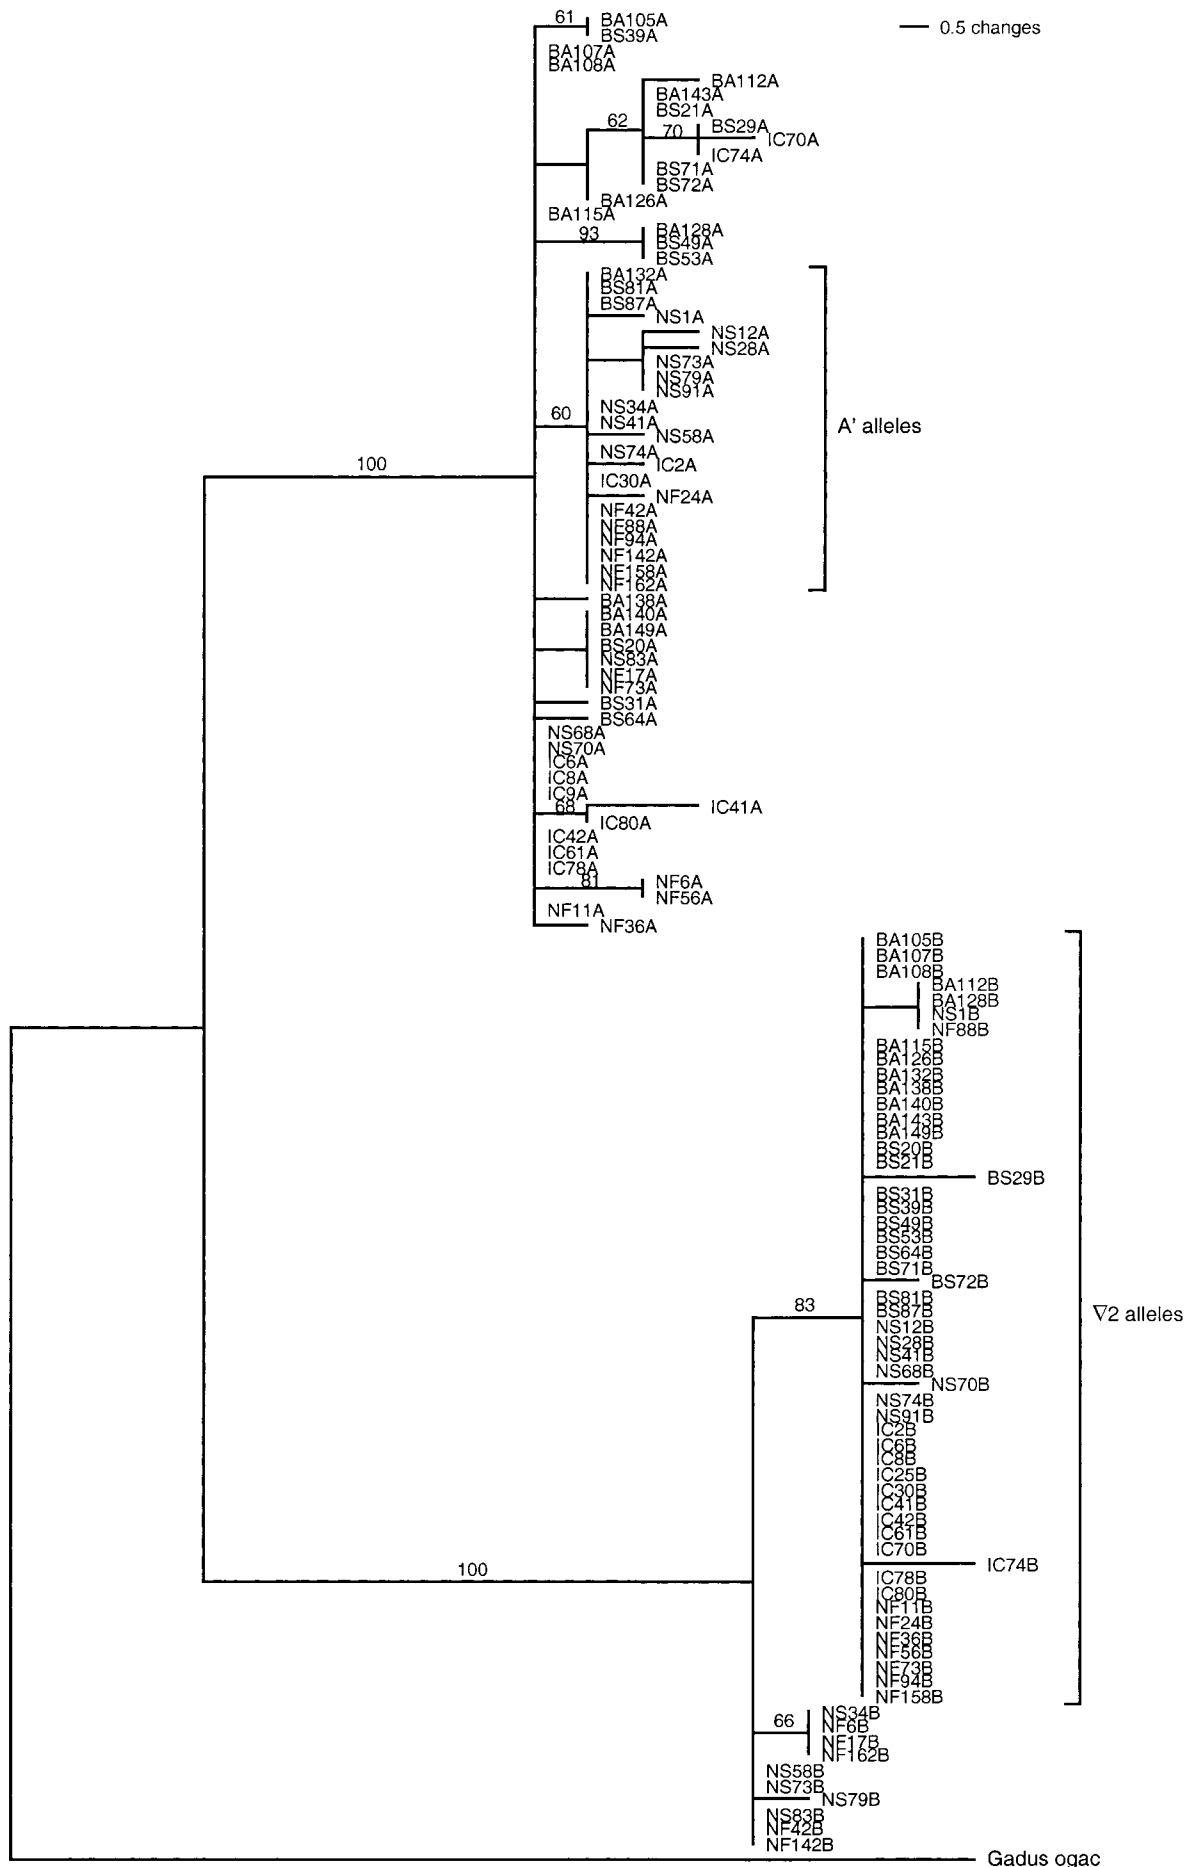 61
BA105A
BS39A
0.5 changes
BA107A
BA108A
BA112A
BA143A
BS21A
62
70
BS29A
IC70A
IC74A
BS71A
BS72A
BA126A
BA115A
93
BA128A
BS49A
BS53A
BA132A
BS81A
BS87A
NS1A
NS12A
NS28A
NS73A
NS79A
NS91A
NS34A
60
NS41A
A' alleles
NS58A
NS74A
100
IC2A
IC30A
NF24A
NF42A
NF88A
NF94A
NF142A
NF158A
NF162A
BA138A
BA140A
BA149A
BS20A
NS83A
NF17A
NF73A
BS31A
BS64A
NS68A
NS70A
IC6A
IC8A
IC9A
68
IC41A
IC80A
IC42A
IC61A
IC78A
81
NF6A
NF56A
NF11A
NF36A
BA105B
BA107B
BA108B
BA112B
BA128B
NS1B
NF88B
BA115B
BA126B
BA132B
BA138B
BA140B
BA143B
BA149B
BS20B
BS21B
BS29B
BS31B
BS39B
BS49B
BS53B
BS64B
BS71B
BS72B
83
BS81B
BS87B
∇2 alleles
NS12B
NS28B
NS41B
NS68B
NS70B
NS74B
NS91B
IC2B
IC6B
IC8B
IC25B
IC30B
IC41B
IC42B
IC61B
IC70B
IC74B
100
IC78B
IC80B
NF11B
NF24B
NF36B
NF56B
NF73B
NF94B
NF158B
NS34B
66
NF6B
NF17B
NF162B
NS58B
NS73B
NS79B
NS83B
NF42B
NF142B
Gadus ogac